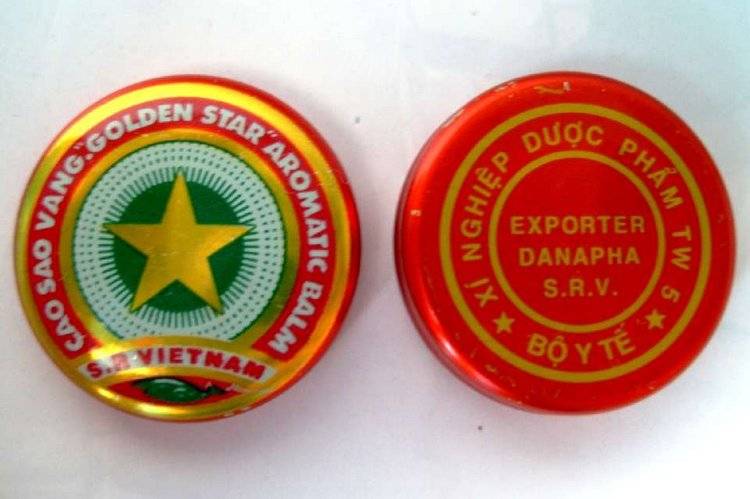 CAO SAO VANG."GOLDEN STAR"AROMATIC BALM
S.R.VIETNAM
XÍ NGHIỆP DƯỢC PHẨM TW 5
EXPORTER
DANAPHA
S.R.V.
BỘ Y TẾ